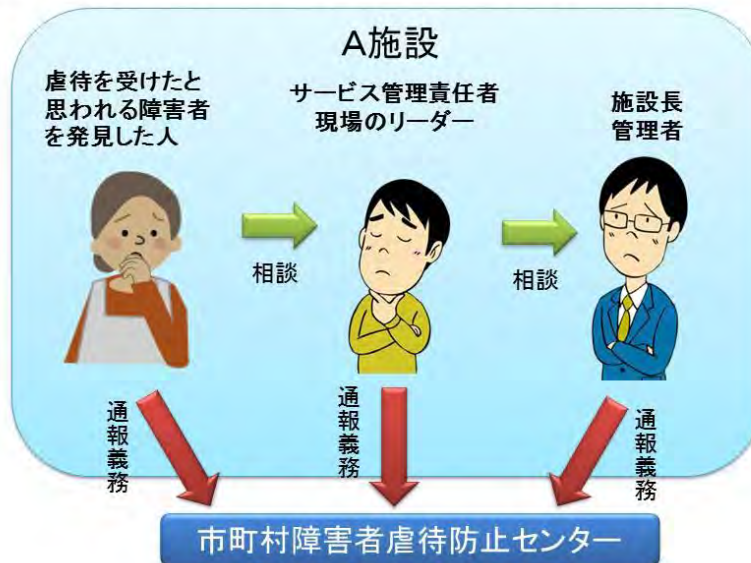 A施設
虐待を受けたと
思われる障害者
を発見した人
サービス管理責任者
現場のリーダー
施設長
管理者
相談
相談
通報義務
通報義務
通報義務
市町村障害者虐待防止センター